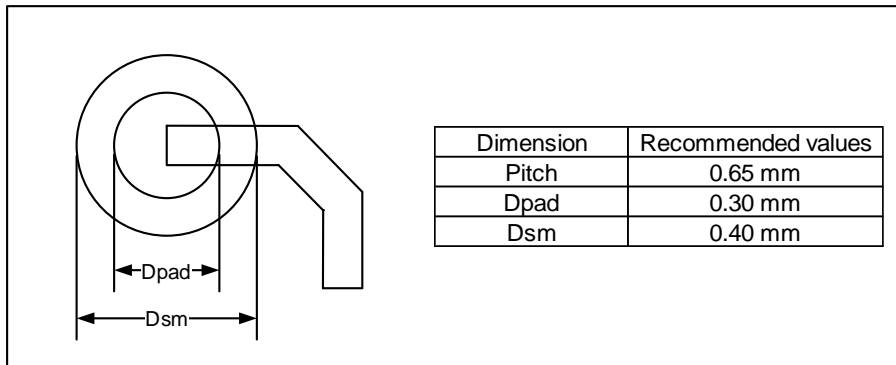 Dpad
Dsm
Dimension Recommended values
Pitch 0.65 mm
Dpad 0.30 mm
Dsm 0.40 mm